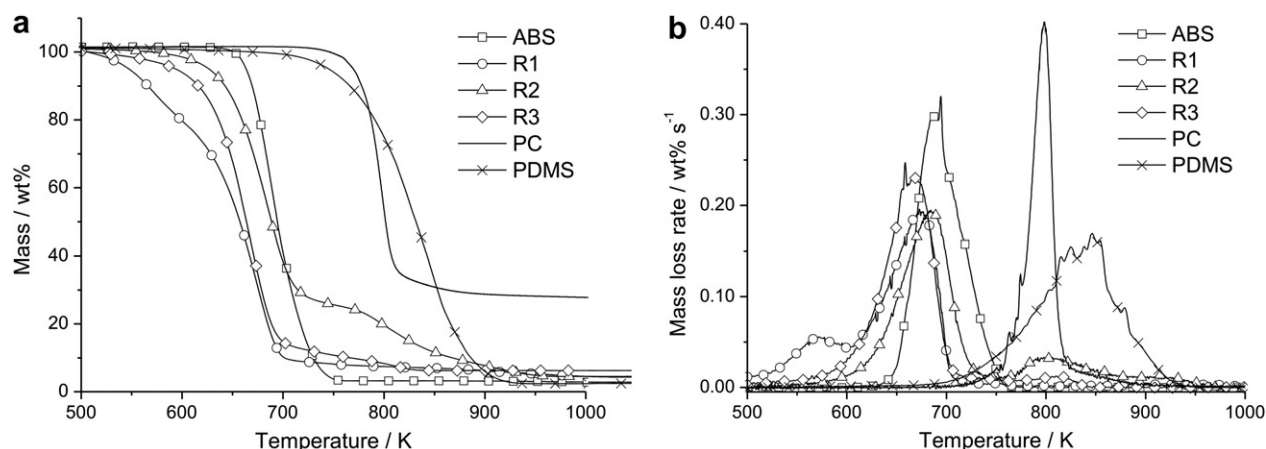 a
Mass / wt%
100
80
60
40
20
0
500
600
700
800
900
1000
Temperature / K
ABS
R1
R2
R3
PC
PDMS
b
Mass loss rate / wt% s⁻¹
0.40
0.30
0.20
0.10
0.00
500
600
700
800
900
1000
Temperature / K
ABS
R1
R2
R3
PC
PDMS